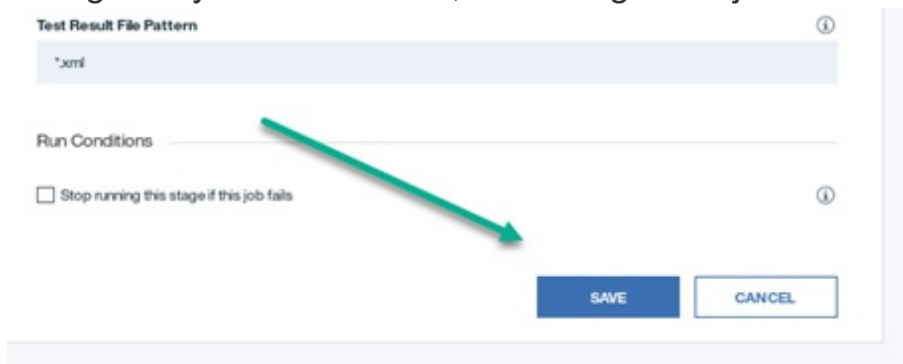 Test Result File Pattern
*.xml
Run Conditions
Stop running this stage if this job fails
SAVE
CANCEL